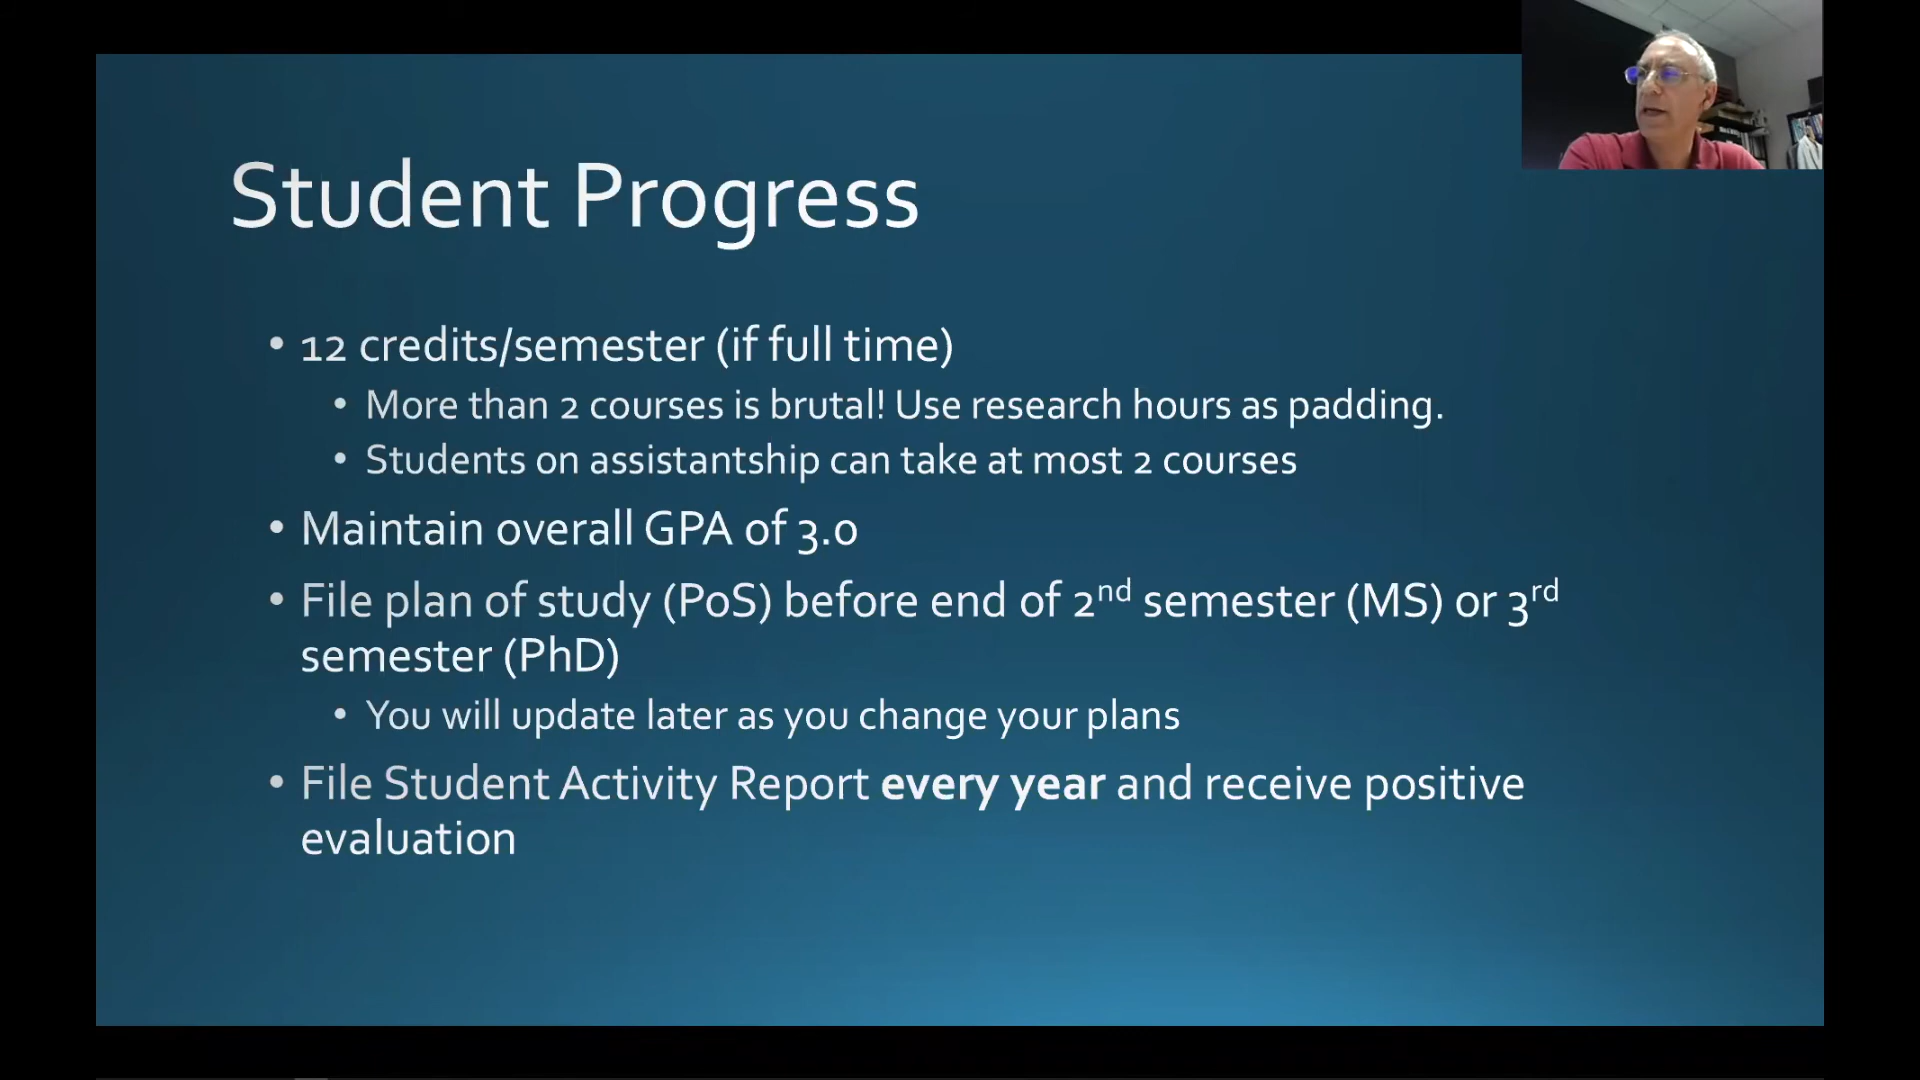 Student Progress
• 12 credits/semester (if full time)
• More than 2 courses is brutal! Use research hours as padding.
• Students on assistantship can take at most 2 courses
• Maintain overall GPA of 3.0
• File plan of study (PoS) before end of 2nd semester (MS) or 3rd
semester (PhD)
• You will update later as you change your plans
• File Student Activity Report every year and receive positive
evaluation